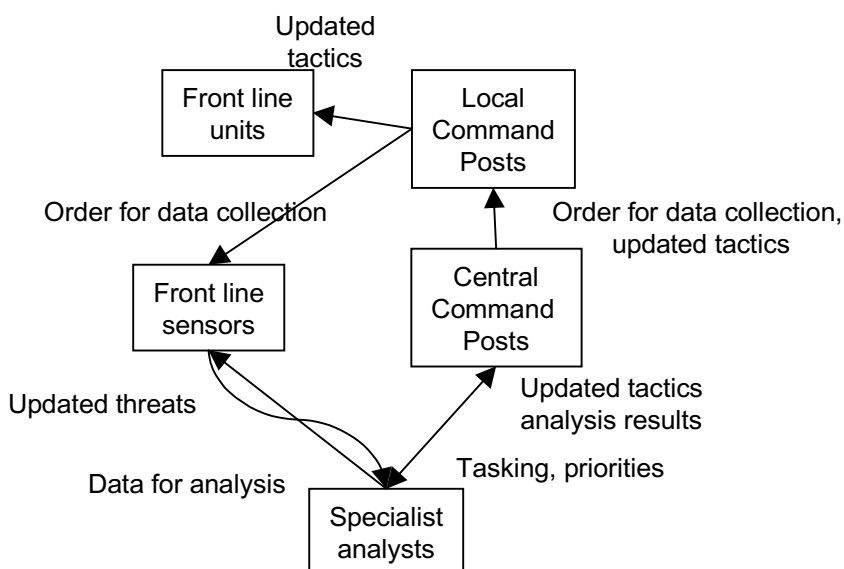 Updated
tactics
Front line
units
Local
Command
Posts
Order for data collection
Order for data collection,
updated tactics
Front line
sensors
Central
Command
Posts
Updated threats
Updated tactics
analysis results
Data for analysis
Tasking, priorities
Specialist
analysts